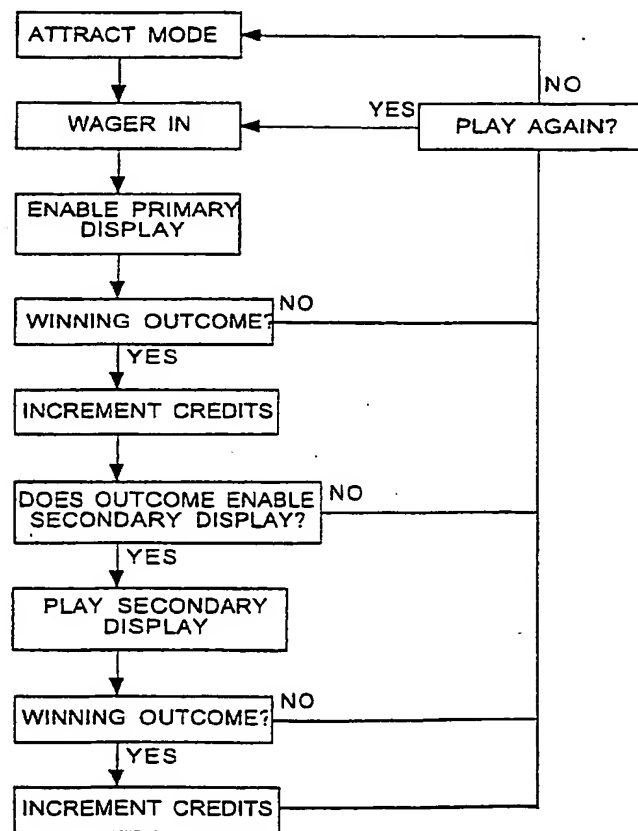 ATTRACT MODE
NO
YES
WAGER IN
PLAY AGAIN?
ENABLE PRIMARY
DISPLAY
NO
WINNING OUTCOME?
YES
INCREMENT CREDITS
NO
DOES OUTCOME ENABLE
SECONDARY DISPLAY?
YES
PLAY SECONDARY
DISPLAY
NO
WINNING OUTCOME?
YES
INCREMENT CREDITS